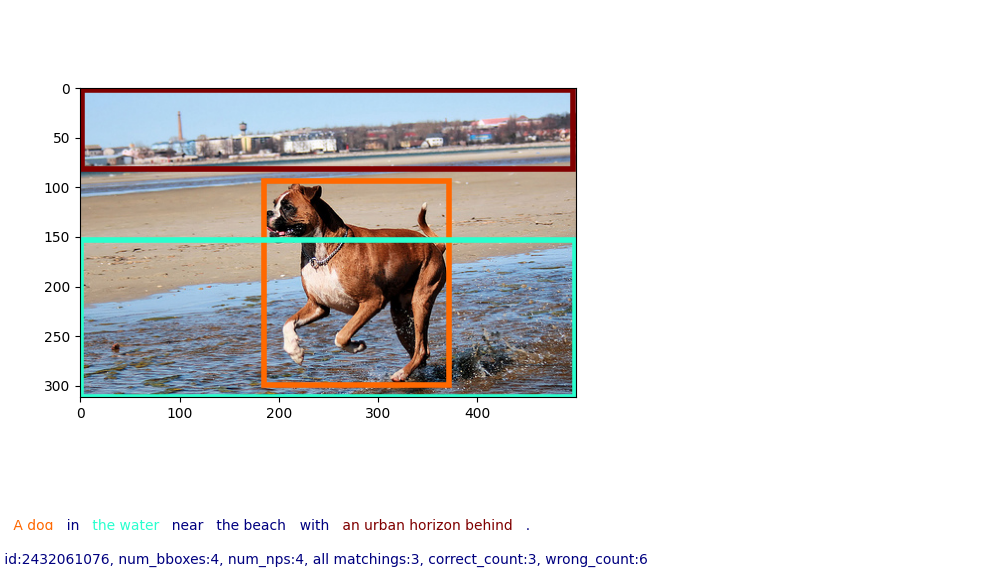 0
50
100
150
200
250
300
0 100 200 300 400
A dog in the water near the beach with an urban horizon behind .
id:2432061076, num_bboxes:4, num_nps:4, all matchings:3, correct_count:3, wrong_count:6